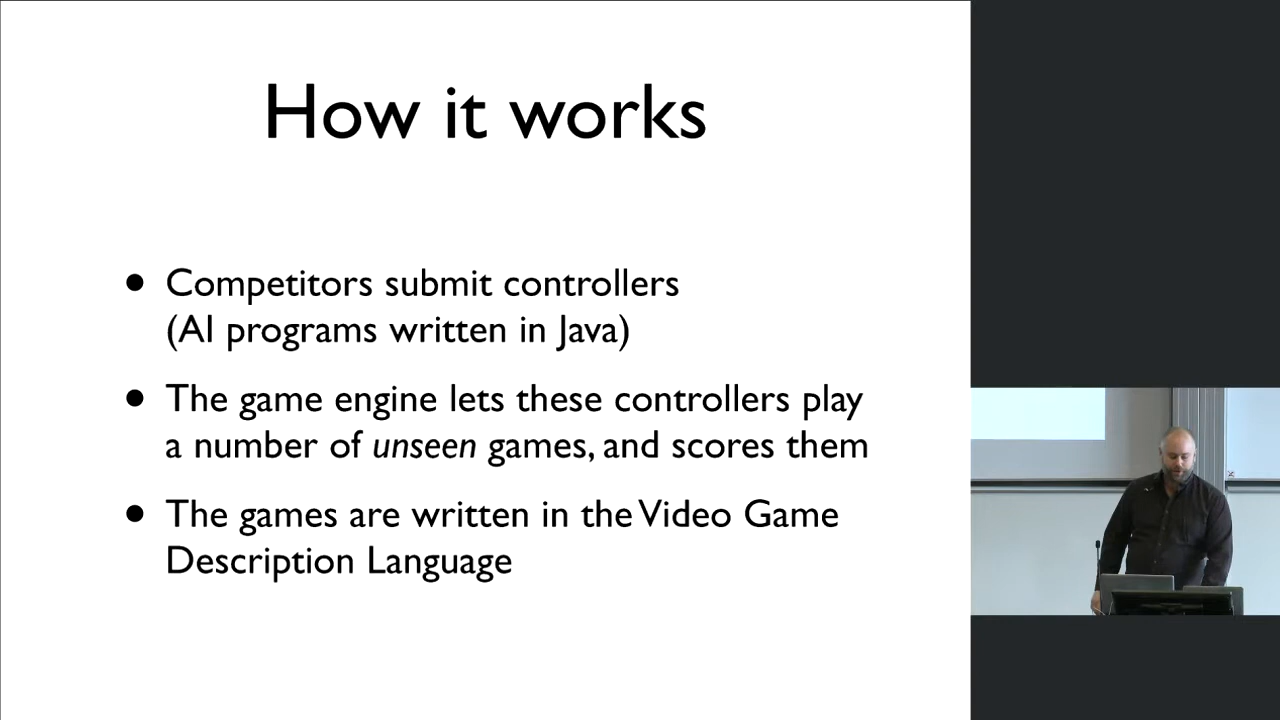 How it works
• Competitors submit controllers
(AI programs written in Java)
• The game engine lets these controllers play
a number of unseen games, and scores them
• The games are written in the Video Game
Description Language